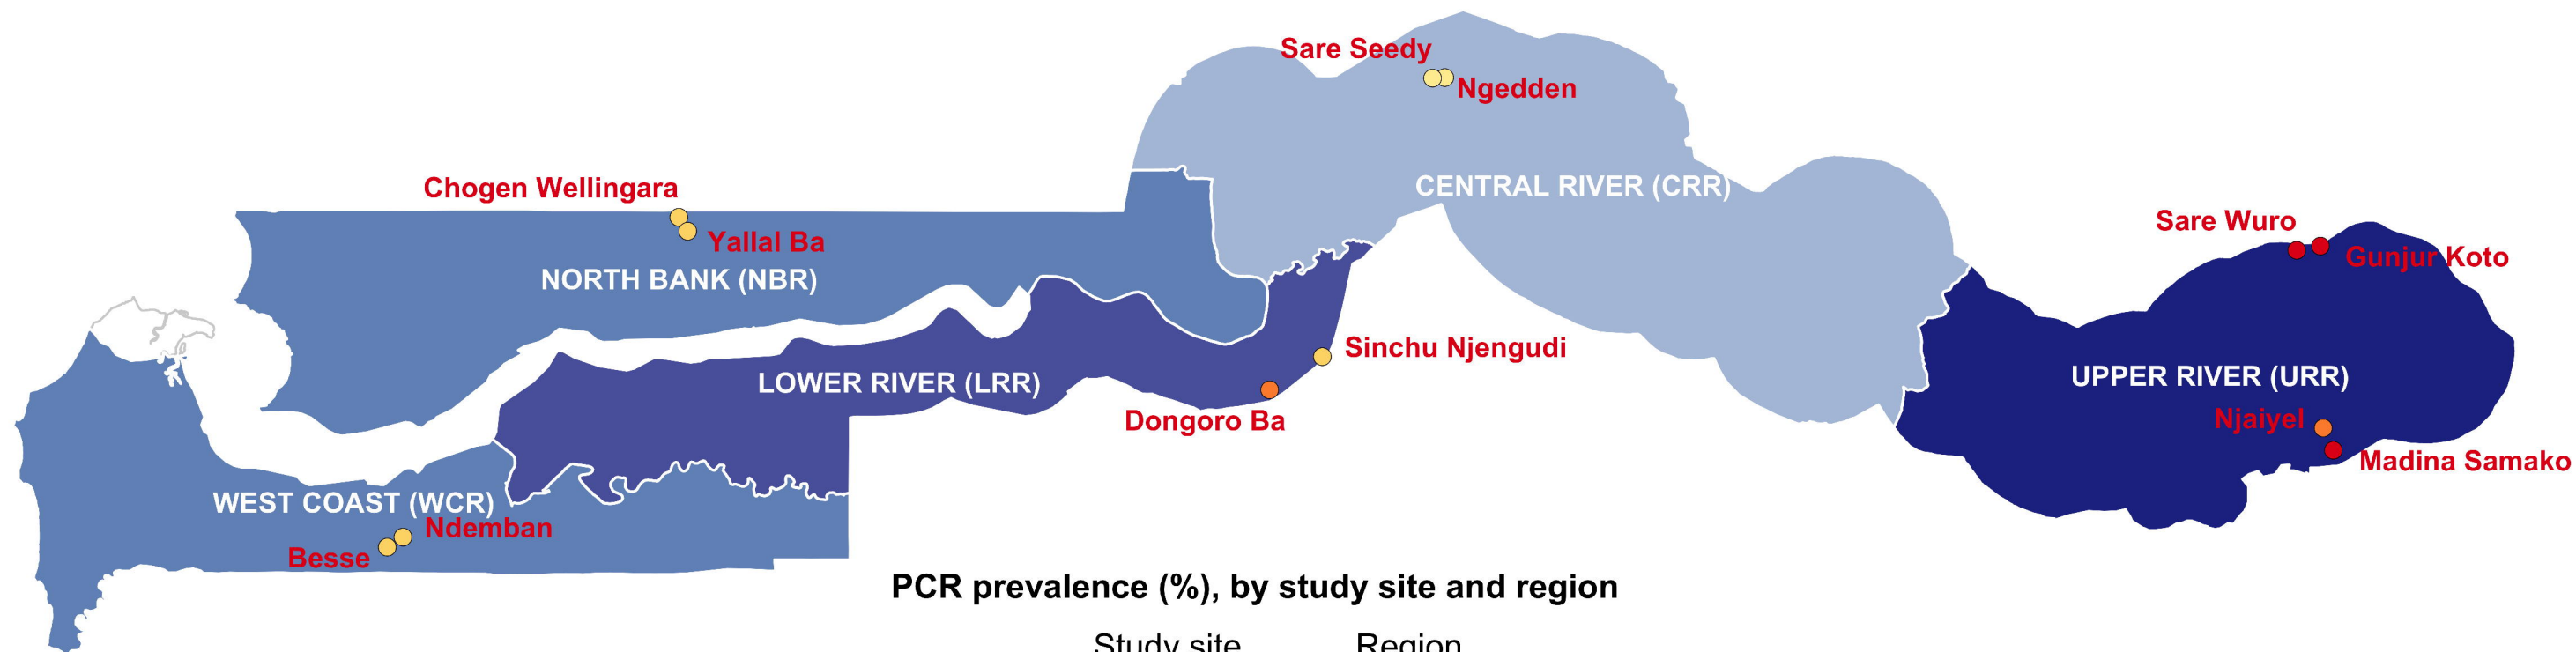 Sare Seedy
Ngedden
Chogen Wellingara
Yallal Ba
NORTH BANK (NBR)
CENTRAL RIVER (CRR)
Sare Wuro
Gunjur Koto
Sinchu Njengudi
LOWER RIVER (LRR)
Dongoro Ba
UPPER RIVER (URR)
Njaiyel
Madina Samako
WEST COAST (WCR)
Ndemban
Besse
PCR prevalence (%), by study site and region
Study site Region